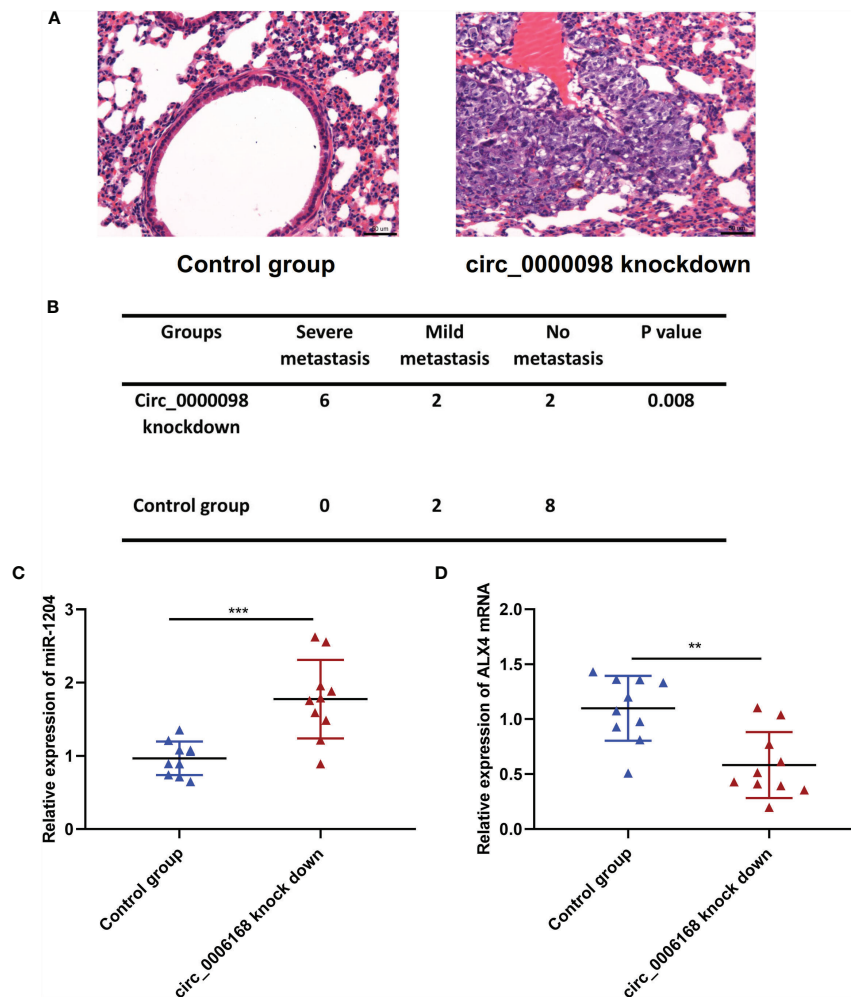 A
Control group
circ_0000098 knockdown
B
Groups
Severe metastasis
Mild metastasis
No metastasis
P value
Circ_0000098 knockdown
6
2
2
0.008
Control group
0
2
8
C
Relative expression of miR-1204
3
2
1
0
***
Control group
circ_0006168 knock down
D
Relative expression of ALX4 mRNA
2.0
1.5
1.0
0.5
0.0
**
Control group
circ_0006168 knock down